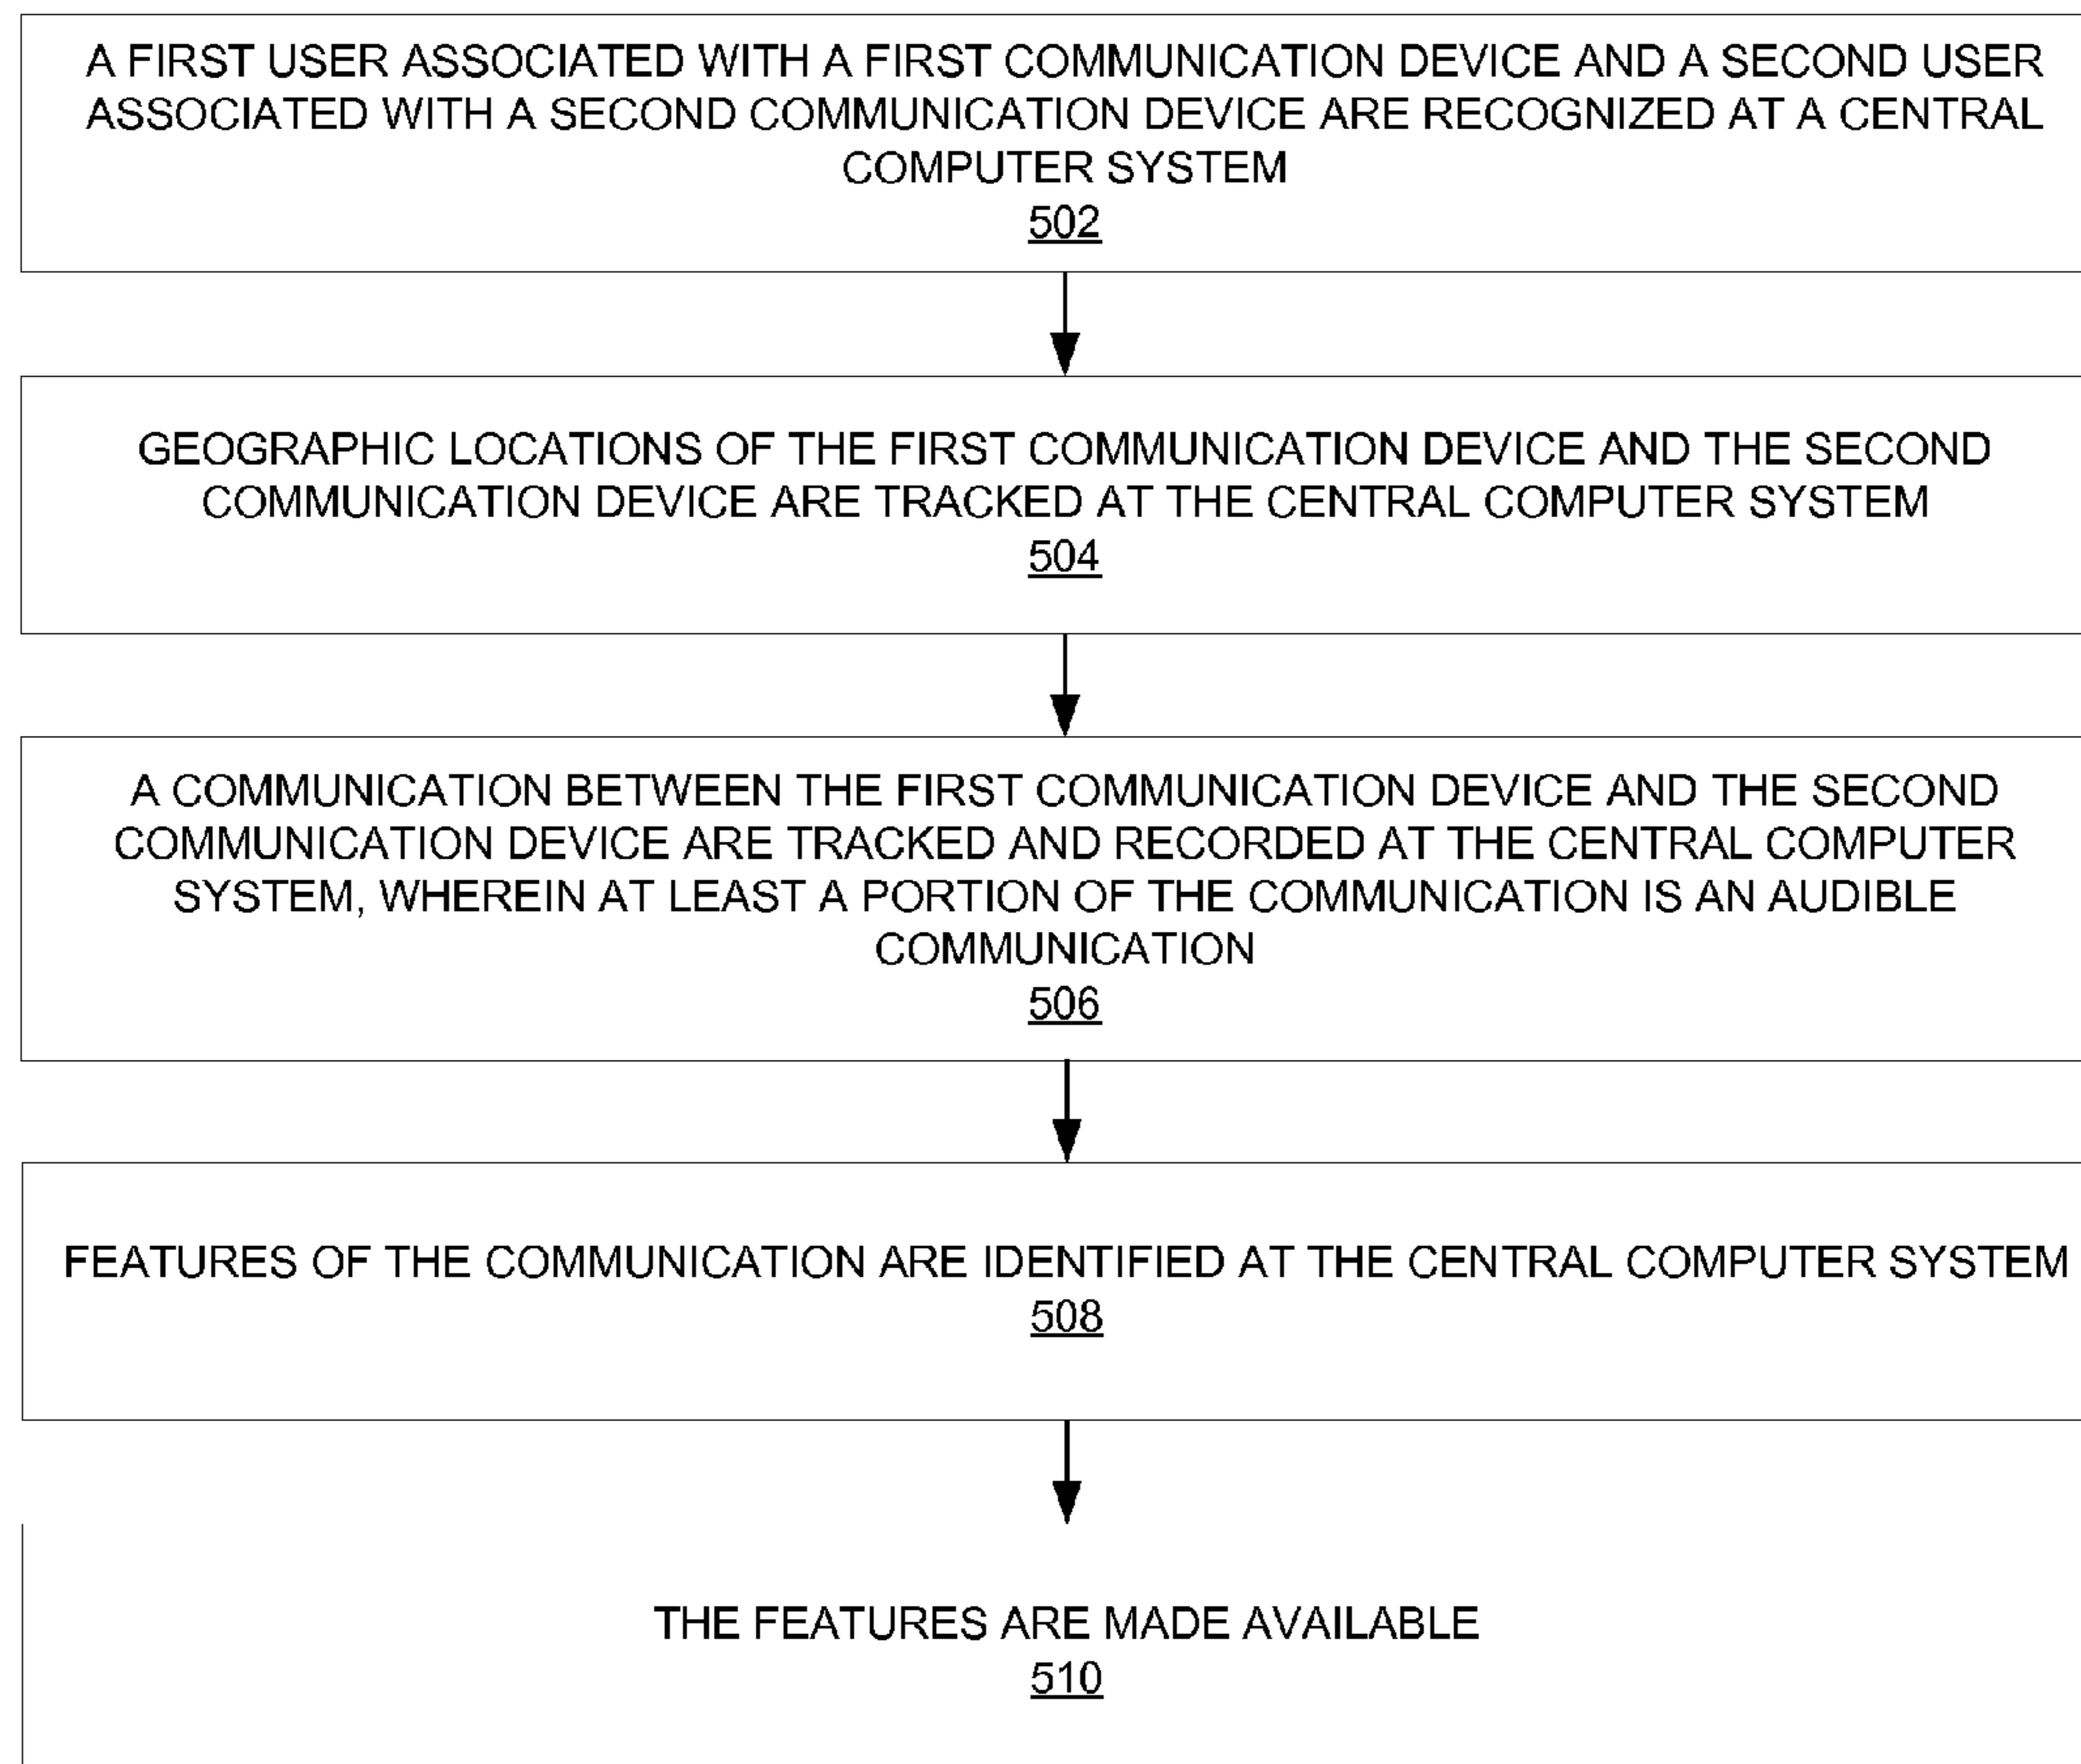 A FIRST USER ASSOCIATED WITH A FIRST COMMUNICATION DEVICE AND A SECOND USER
ASSOCIATED WITH A SECOND COMMUNICATION DEVICE ARE RECOGNIZED AT A CENTRAL
COMPUTER SYSTEM
502
GEOGRAPHIC LOCATIONS OF THE FIRST COMMUNICATION DEVICE AND THE SECOND
COMMUNICATION DEVICE ARE TRACKED AT THE CENTRAL COMPUTER SYSTEM
504
A COMMUNICATION BETWEEN THE FIRST COMMUNICATION DEVICE AND THE SECOND
COMMUNICATION DEVICE ARE TRACKED AND RECORDED AT THE CENTRAL COMPUTER
SYSTEM, WHEREIN AT LEAST A PORTION OF THE COMMUNICATION IS AN AUDIBLE
COMMUNICATION
506
FEATURES OF THE COMMUNICATION ARE IDENTIFIED AT THE CENTRAL COMPUTER SYSTEM
508
THE FEATURES ARE MADE AVAILABLE
510